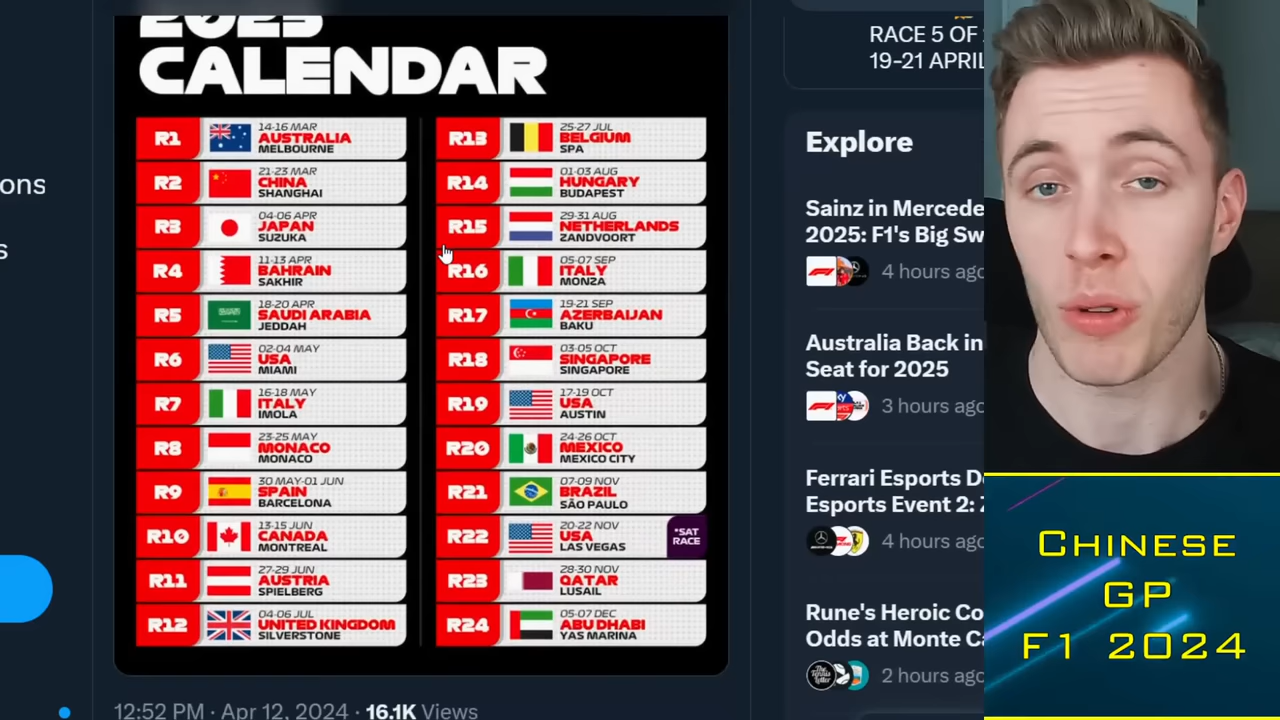 2025
CALENDAR
R1
14-16 MAR
AUSTRALIA
MELBOURNE
R2
21-23 MAR
CHINA
SHANGHAI
R3
04-06 APR
JAPAN
SUZUKA
R4
11-13 APR
BAHRAIN
SAKHIR
R5
18-20 APR
SAUDI ARABIA
JEDDAH
R6
02-04 MAY
USA
MIAMI
R7
16-18 MAY
ITALY
IMOLA
R8
23-25 MAY
MONACO
MONACO
R9
30 MAY-01 JUN
SPAIN
BARCELONA
R10
13-15 JUN
CANADA
MONTREAL
R11
27-29 JUN
AUSTRIA
SPIELBERG
R12
04-06 JUL
UNITED KINGDOM
SILVERSTONE
R13
25-27 JUL
BELGIUM
SPA
R14
01-03 AUG
HUNGARY
BUDAPEST
R15
29-31 AUG
NETHERLANDS
ZANDVOORT
R16
05-07 SEP
ITALY
MONZA
R17
19-21 SEP
AZERBAIJAN
BAKU
R18
03-05 OCT
SINGAPORE
SINGAPORE
R19
17-19 OCT
USA
AUSTIN
R20
24-26 OCT
MEXICO
MEXICO CITY
R21
07-09 NOV
BRAZIL
SÃO PAULO
R22
20-22 NOV
USA
LAS VEGAS
*SAT
RACE
R23
28-30 NOV
QATAR
LUSAIL
R24
05-07 DEC
ABU DHABI
YAS MARINA
12:52 PM · Apr 12, 2024 · 16.1K Views
ons
s
RACE 5 OF
19-21 APRIL
Explore
Sainz in Mercede
2025: F1's Big Sw
4 hours ago
Australia Back in
Seat for 2025
3 hours ago
Ferrari Esports D
Esports Event 2:
4 hours ago
Rune's Heroic Co
Odds at Monte Ca
2 hours ago
CHINESE
GP
F1 2024